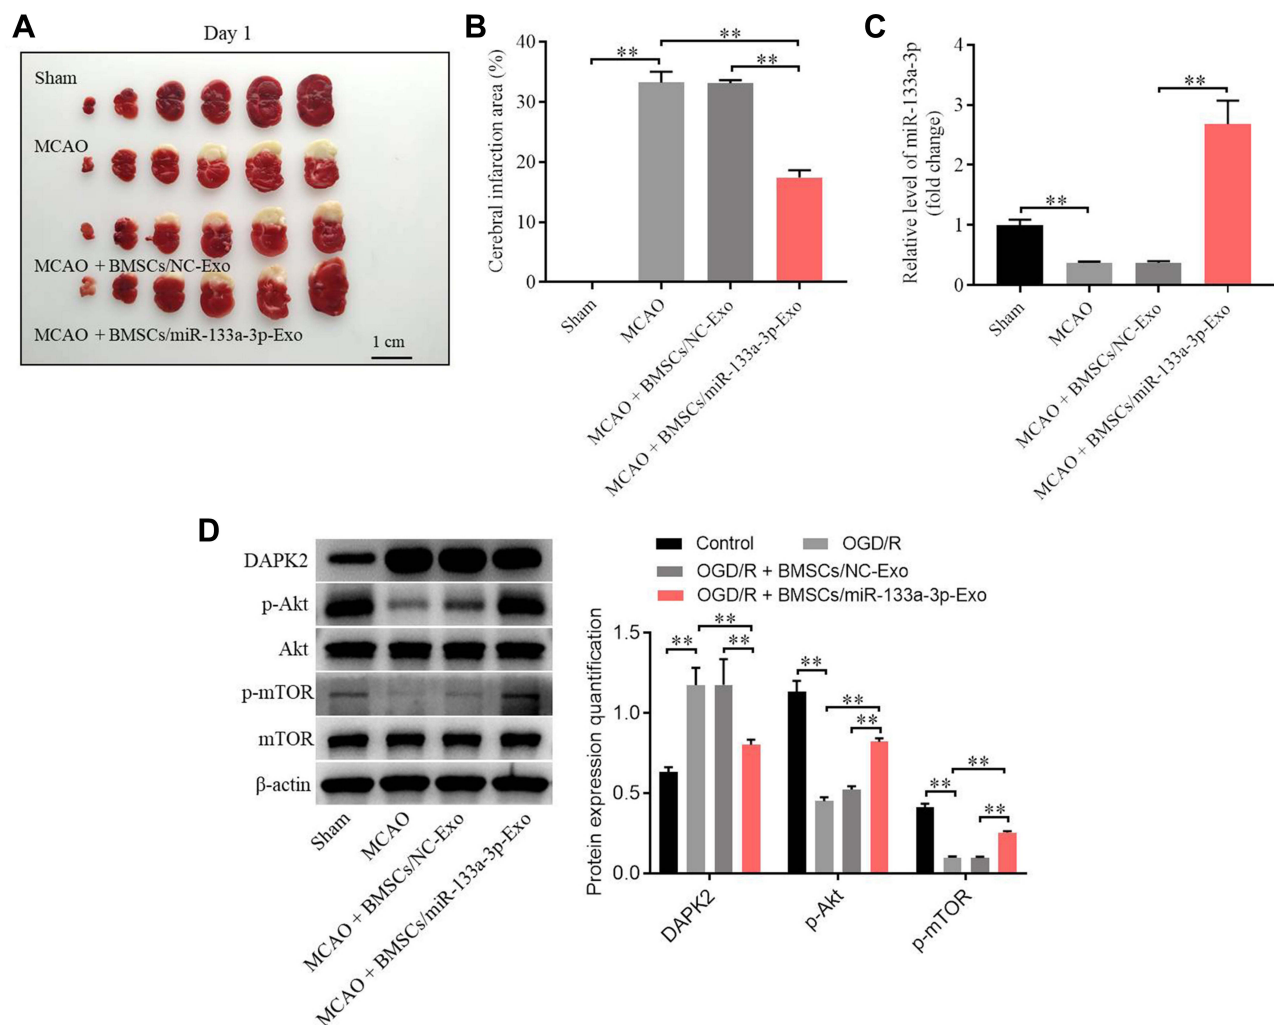 A
Day 1
Sham
MCAO
MCAO + BMSCs/NC-Exo
MCAO + BMSCs/miR-133a-3p-Exo
1 cm
B
Cerebral infarction area (%)
40
30
20
10
0
**
**
**
Sham
MCAO
MCAO + BMSCs/NC-Exo
MCAO + BMSCs/miR-133a-3p-Exo
C
Relative level of miR-133a-3p
(fold change)
4
3
2
1
0
**
**
Sham
MCAO
MCAO + BMSCs/NC-Exo
MCAO + BMSCs/miR-133a-3p-Exo
D
DAPK2
p-Akt
Akt
p-mTOR
mTOR
β-actin
Sham
MCAO
MCAO + BMSCs/NC-Exo
MCAO + BMSCs/miR-133a-3p-Exo
Control
OGD/R
OGD/R + BMSCs/NC-Exo
OGD/R + BMSCs/miR-133a-3p-Exo
Protein expression quantification
1.5
1.0
0.5
0.0
**
**
**
**
**
**
**
**
**
DAPK2
p-Akt
p-mTOR